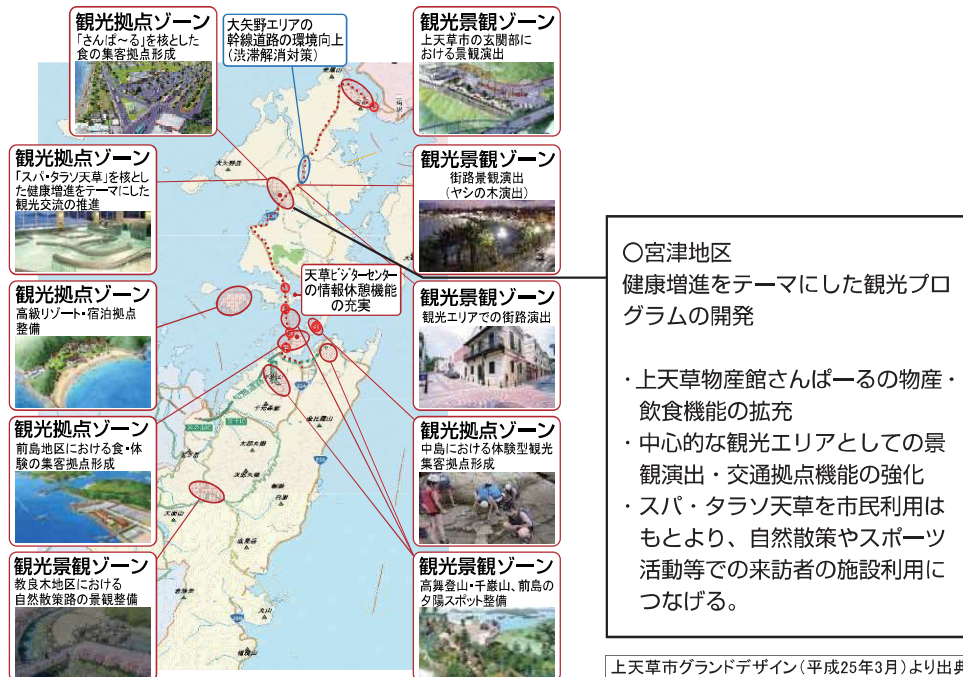 観光拠点ゾーン
「さんぱ～る」を核とした
食の集客拠点形成
大矢野エリアの
幹線道路の環境向上
(渋滞解消対策)
観光景観ゾーン
上天草市の玄関部に
おける景観演出
観光拠点ゾーン
「スパ・タラソ天草」を核とし
た健康増進をテーマにした
観光交流の推進
観光景観ゾーン
街路景観演出
(ヤシの木演出)
天草ビジターセンター
の情報休憩機能
の充実
観光拠点ゾーン
高級リゾート・宿泊拠点
整備
観光景観ゾーン
観光エリアでの街路演出
観光拠点ゾーン
前島地区における食・体
験の集客拠点形成
観光拠点ゾーン
中島における体験型観光
集客拠点形成
観光景観ゾーン
教良木地区における
自然散策路の景観整備
観光景観ゾーン
高舞登山・千巌山、前島の
夕陽スポット整備
〇宮津地区
健康増進をテーマにした観光プロ
グラムの開発
・上天草物産館さんぱーるの物産・
飲食機能の拡充
・中心的な観光エリアとしての景
観演出・交通拠点機能の強化
・スパ・タラソ天草を市民利用は
もとより、自然散策やスポーツ
活動等での来訪者の施設利用に
つなげる。
上天草市グランドデザイン(平成25年3月)より出典